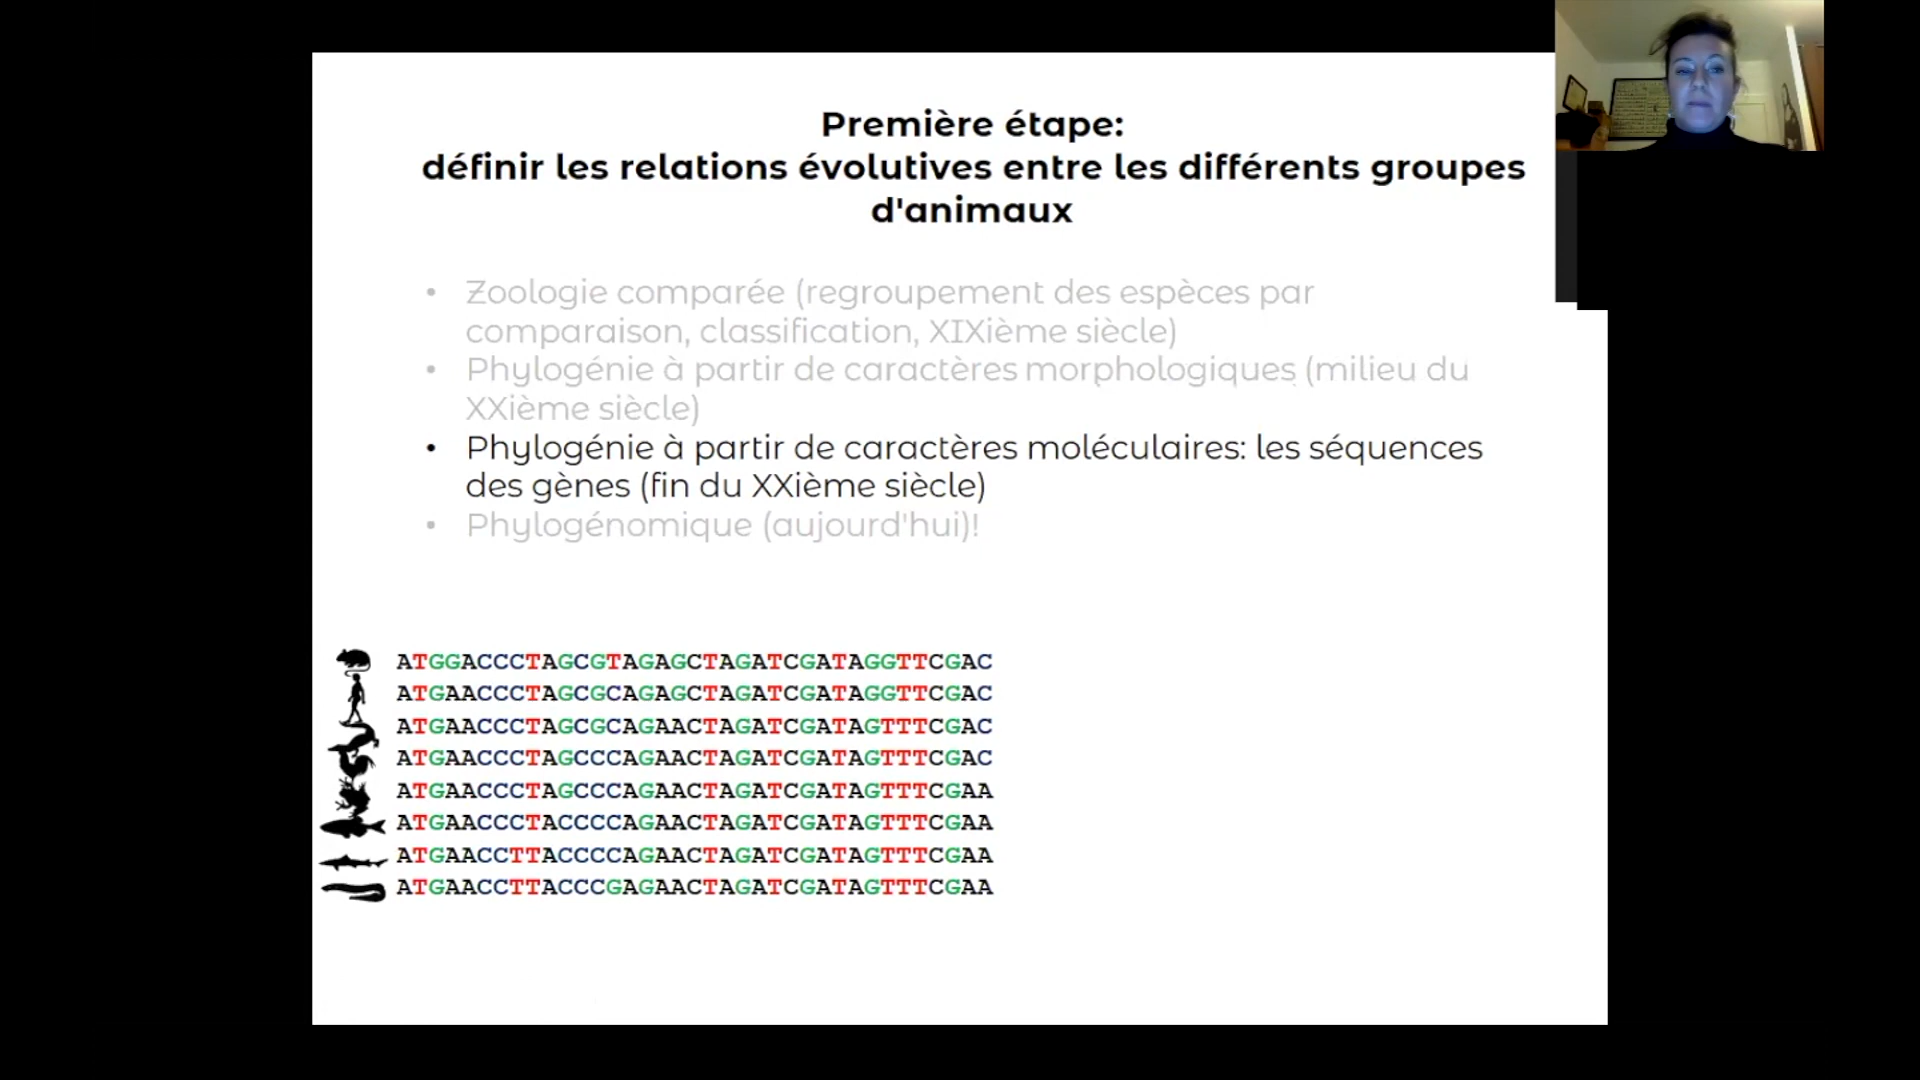 Première étape:
définir les relations évolutives entre les différents groupes
d'animaux
• Zoologie comparée (regroupement des espèces par
comparaison, classification, XIXième siècle)
• Phylogénie à partir de caractères morphologiques (milieu du
XXième siècle)
• Phylogénie à partir de caractères moléculaires: les séquences
des gènes (fin du XXième siècle)
• Phylogénomique (aujourd'hui)!
ATGGACCCTAGCGTAGAGCTAGATCGATAGGTTCGAC
ATGAACCCTAGCGCAGAGCTAGATCGATAGGTTCGAC
ATGAACCCTAGCGCAGAACTAGATCGATAGTTTCGAC
ATGAACCCTAGCCCAGAACTAGATCGATAGTTTCGAC
ATGAACCCTAGCCCAGAACTAGATCGATAGTTTCGAA
ATGAACCCTACCCCAGAACTAGATCGATAGTTTCGAA
ATGAACCTTACCCCAGAACTAGATCGATAGTTTCGAA
ATGAACCTTACCCGAGAACTAGATCGATAGTTTCGAA